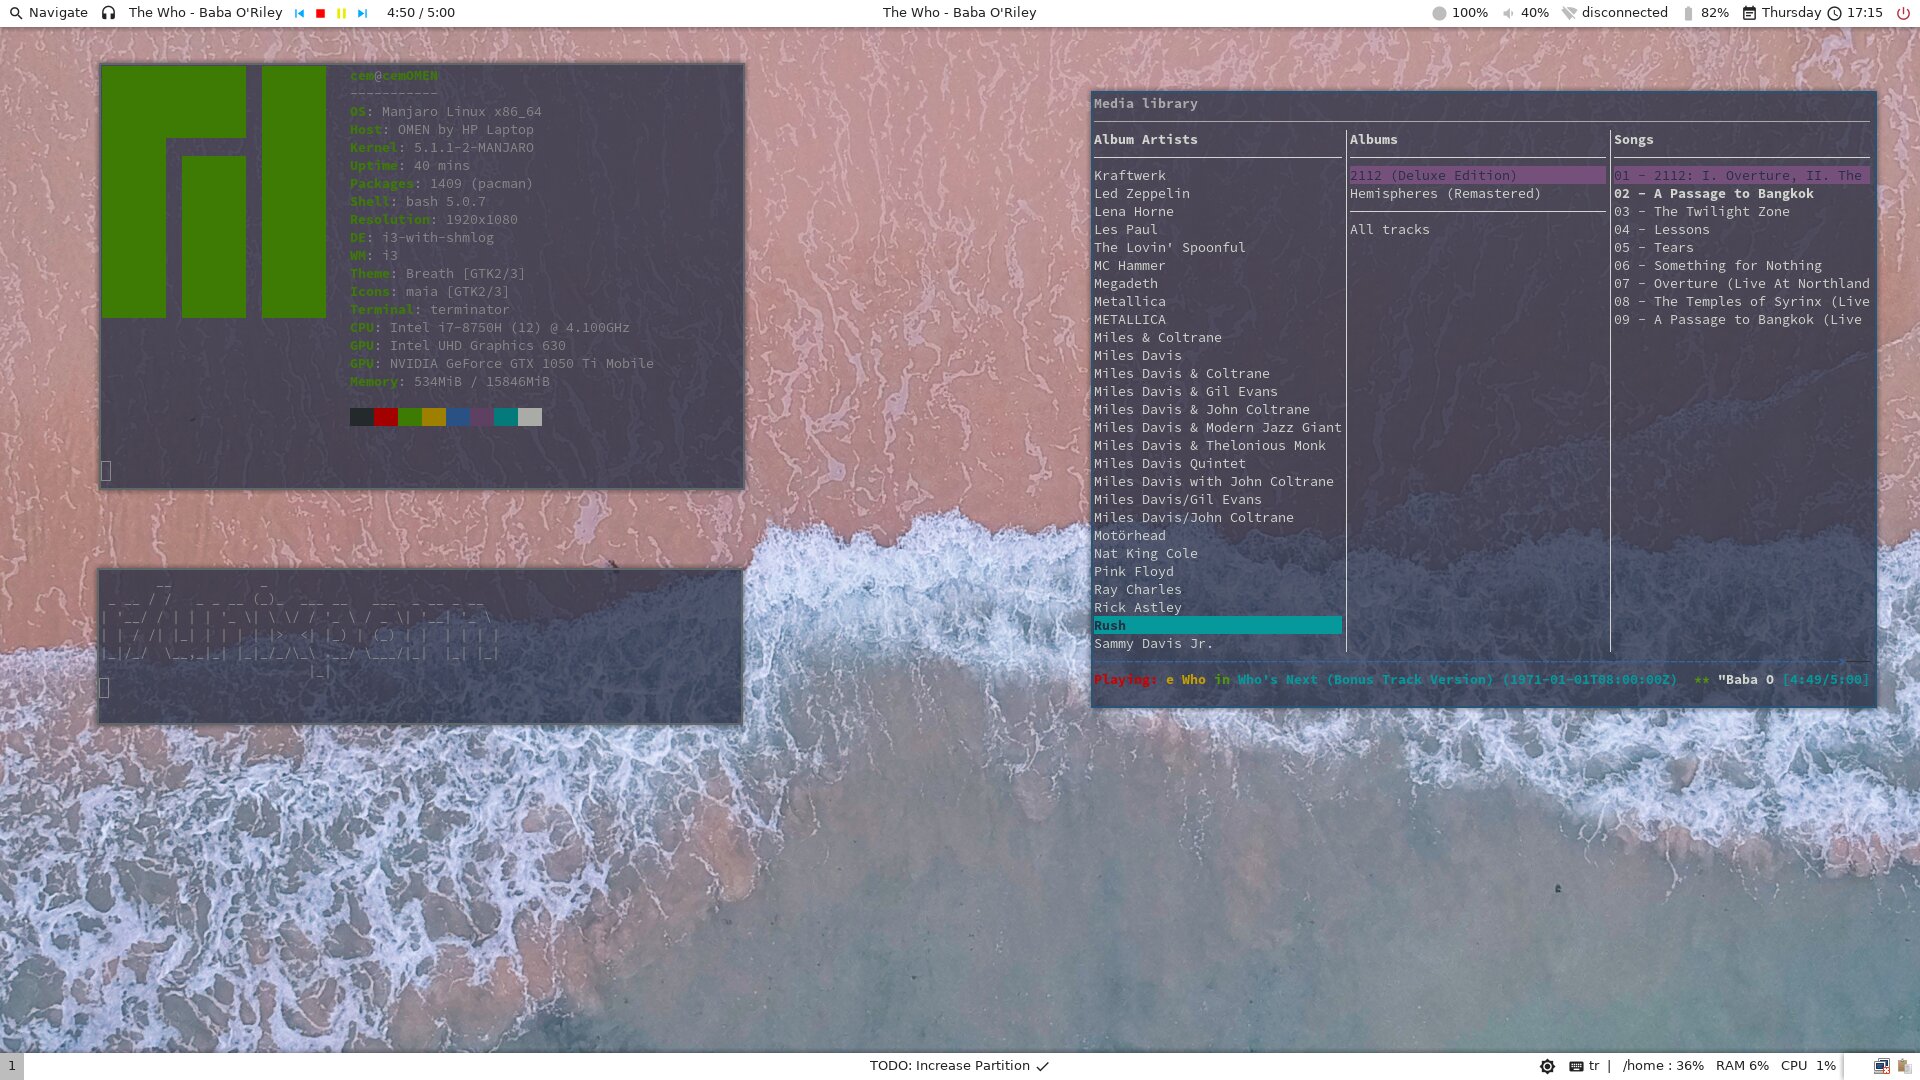 Navigate The Who - Baba O'Riley 4:50 / 5:00 The Who - Baba O'Riley 100% 40% disconnected 82% Thursday 17:15
cem@cemOMEN
-----------
OS: Manjaro Linux x86_64
Host: OMEN by HP Laptop
Kernel: 5.1.1-2-MANJARO
Uptime: 40 mins
Packages: 1409 (pacman)
Shell: bash 5.0.7
Resolution: 1920x1080
DE: i3-with-shmlog
WM: i3
Theme: Breath [GTK2/3]
Icons: maia [GTK2/3]
Terminal: terminator
CPU: Intel i7-8750H (12) @ 4.100GHz
GPU: Intel UHD Graphics 630
GPU: NVIDIA GeForce GTX 1050 Ti Mobile
Memory: 534MiB / 15846MiB
r/unixporn
Media library
Album Artists
Kraftwerk
Led Zeppelin
Lena Horne
Les Paul
The Lovin' Spoonful
MC Hammer
Megadeth
Metallica
METALLICA
Miles & Coltrane
Miles Davis
Miles Davis & Coltrane
Miles Davis & Gil Evans
Miles Davis & John Coltrane
Miles Davis & Modern Jazz Giant
Miles Davis & Thelonious Monk
Miles Davis Quintet
Miles Davis with John Coltrane
Miles Davis/Gil Evans
Miles Davis/John Coltrane
Motörhead
Nat King Cole
Pink Floyd
Ray Charles
Rick Astley
Rush
Sammy Davis Jr.
Albums
2112 (Deluxe Edition)
Hemispheres (Remastered)
All tracks
Songs
01 - 2112: I. Overture, II. The
02 - A Passage to Bangkok
03 - The Twilight Zone
04 - Lessons
05 - Tears
06 - Something for Nothing
07 - Overture (Live At Northland
08 - The Temples of Syrinx (Live
09 - A Passage to Bangkok (Live
Playing: e Who in Who's Next (Bonus Track Version) (1971-01-01T08:00:00Z) ** "Baba O [4:49/5:00]
1 TODO: Increase Partition tr | /home : 36% RAM 6% CPU 1%